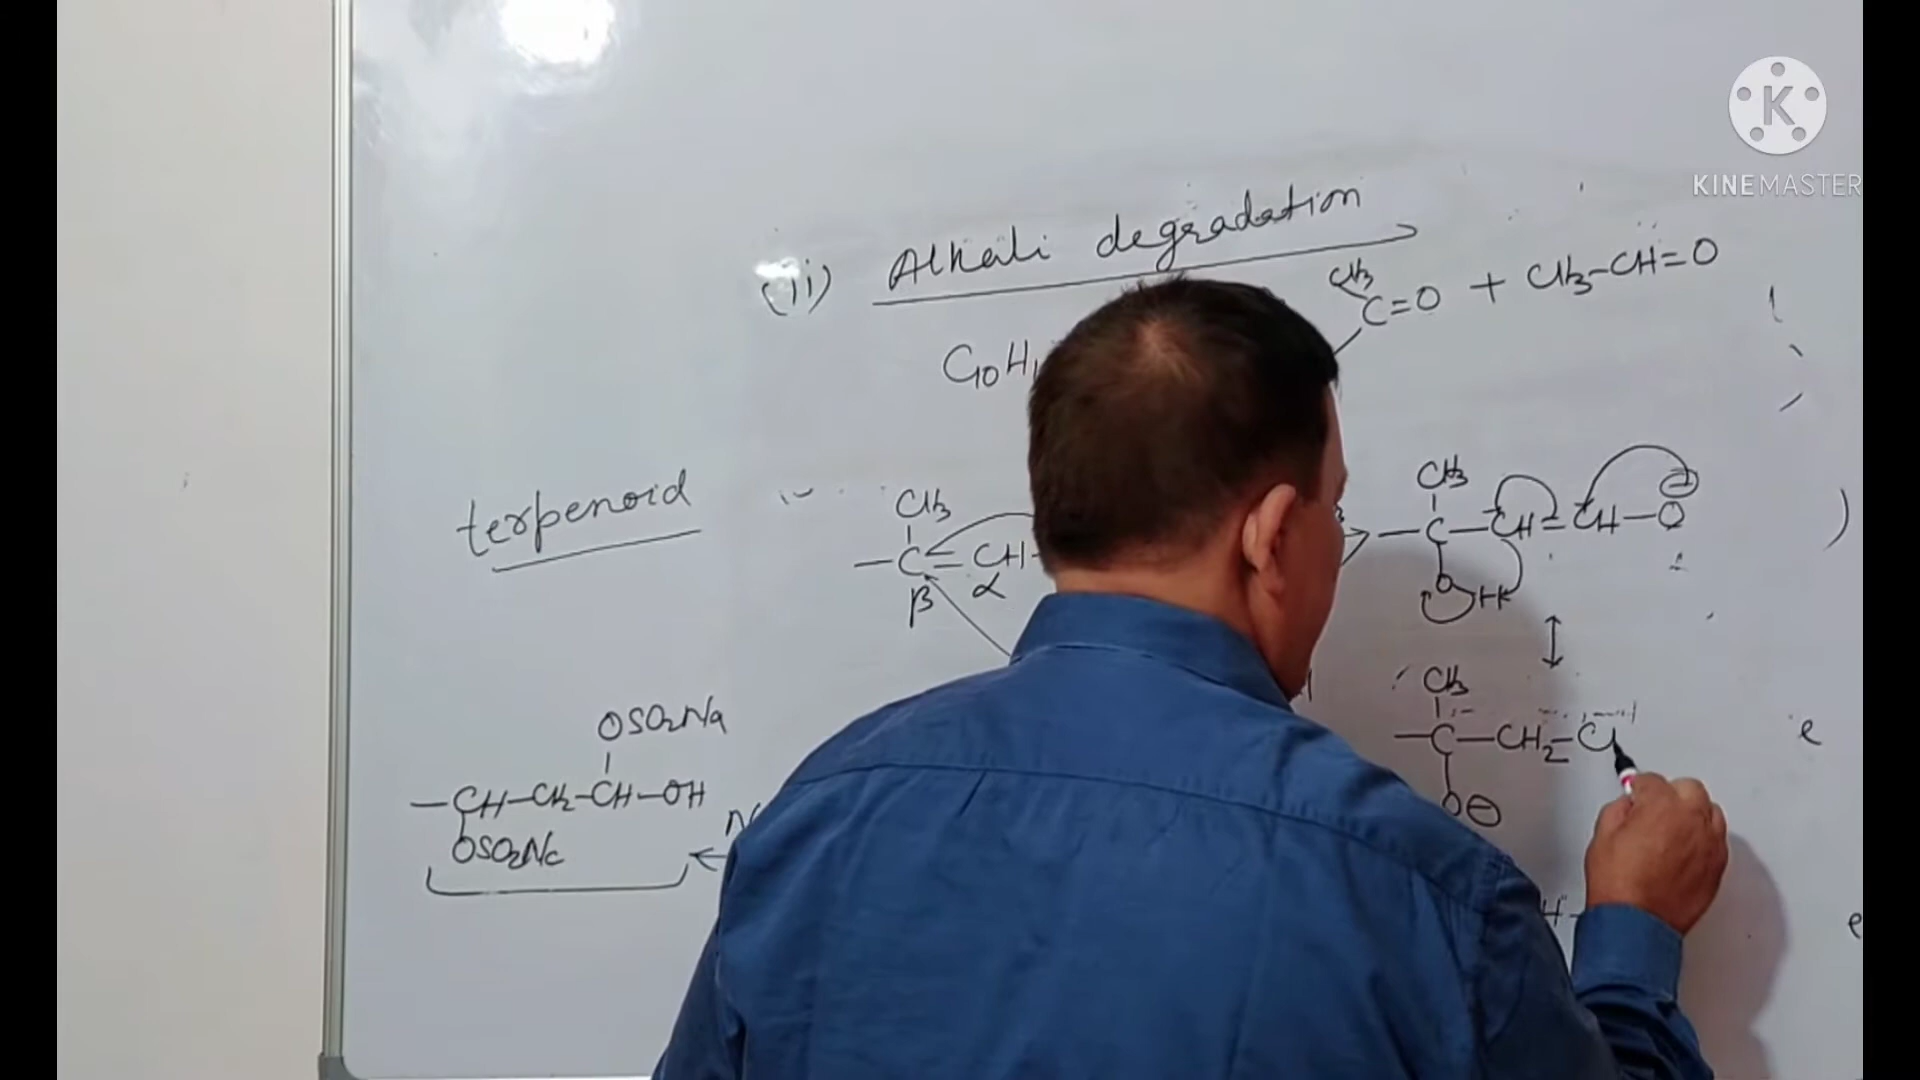 KINEMASTER
(ii) Alkali degradation
CH3
C=O + CH3-CH=O
C10H
terpenoid
CH3
-C=CH-
β α
CH3
-C-CH=CH-O
O H
CH3
-C-CH2-C
O⊖
OSO2Na
-CH-CH2-CH-OH
OSO2Na